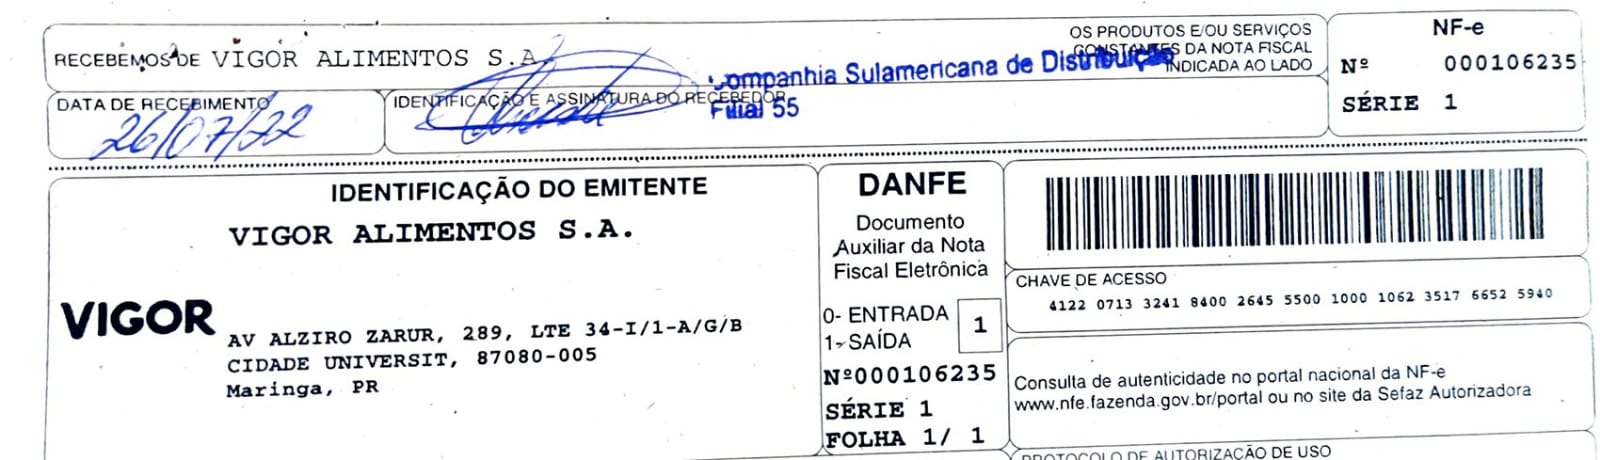 RECEBEMOS DE VIGOR ALIMENTOS S.A.
OS PRODUTOS E/OU SERVIÇOS
CONSTANTES DA NOTA FISCAL
INDICADA AO LADO
NF-e
Nº 000106235
SÉRIE 1
DATA DE RECEBIMENTO
26/07/22
IDENTIFICAÇÃO E ASSINATURA DO RECEBEDOR
Companhia Sulamericana de Distribuição
Filial 55
IDENTIFICAÇÃO DO EMITENTE
VIGOR ALIMENTOS S.A.
VIGOR
AV ALZIRO ZARUR, 289, LTE 34-I/1-A/G/B
CIDADE UNIVERSIT, 87080-005
Maringa, PR
DANFE
Documento
Auxiliar da Nota
Fiscal Eletrônica
0- ENTRADA
1- SAÍDA
1
Nº000106235
SÉRIE 1
FOLHA 1/ 1
CHAVE DE ACESSO
4122 0713 3241 8400 2645 5500 1000 1062 3517 6652 5940
Consulta de autenticidade no portal nacional da NF-e
www.nfe.fazenda.gov.br/portal ou no site da Sefaz Autorizadora
PROTOCOLO DE AUTORIZAÇÃO DE USO